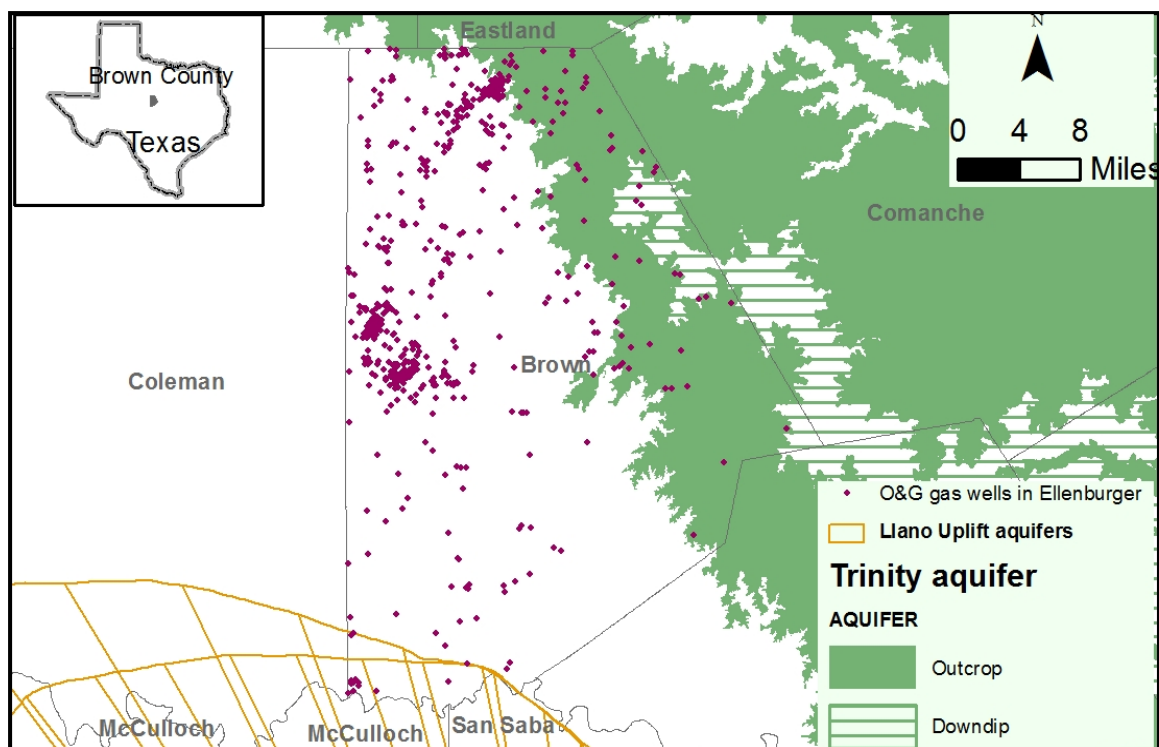 Eastland
N
Brown County
Texas
0 4 8
Miles
Comanche
Coleman
Brown
O&G gas wells in Ellenburger
Llano Uplift aquifers
Trinity aquifer
AQUIFER
Outcrop
Downdip
McCulloch
McCulloch
San Saba